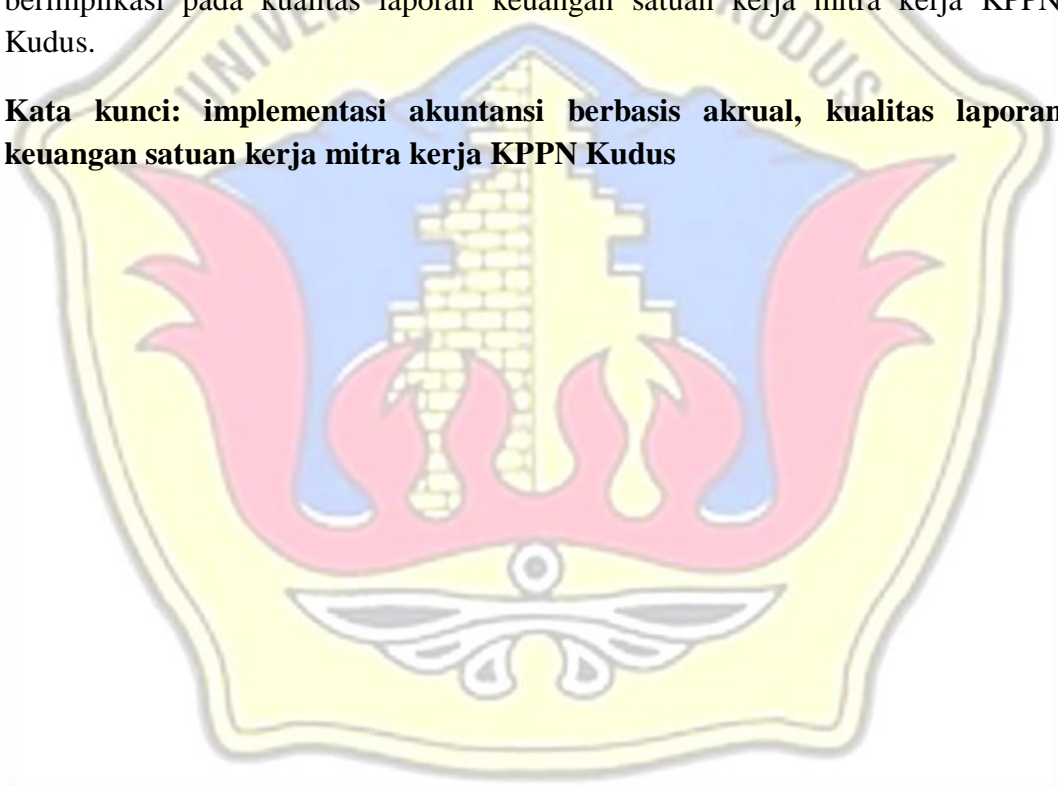 berimplikasi pada kualitas laporan keuangan satuan kerja mitra kerja KPPN
Kudus.
Kata kunci: implementasi akuntansi berbasis akrual, kualitas laporan
keuangan satuan kerja mitra kerja KPPN Kudus